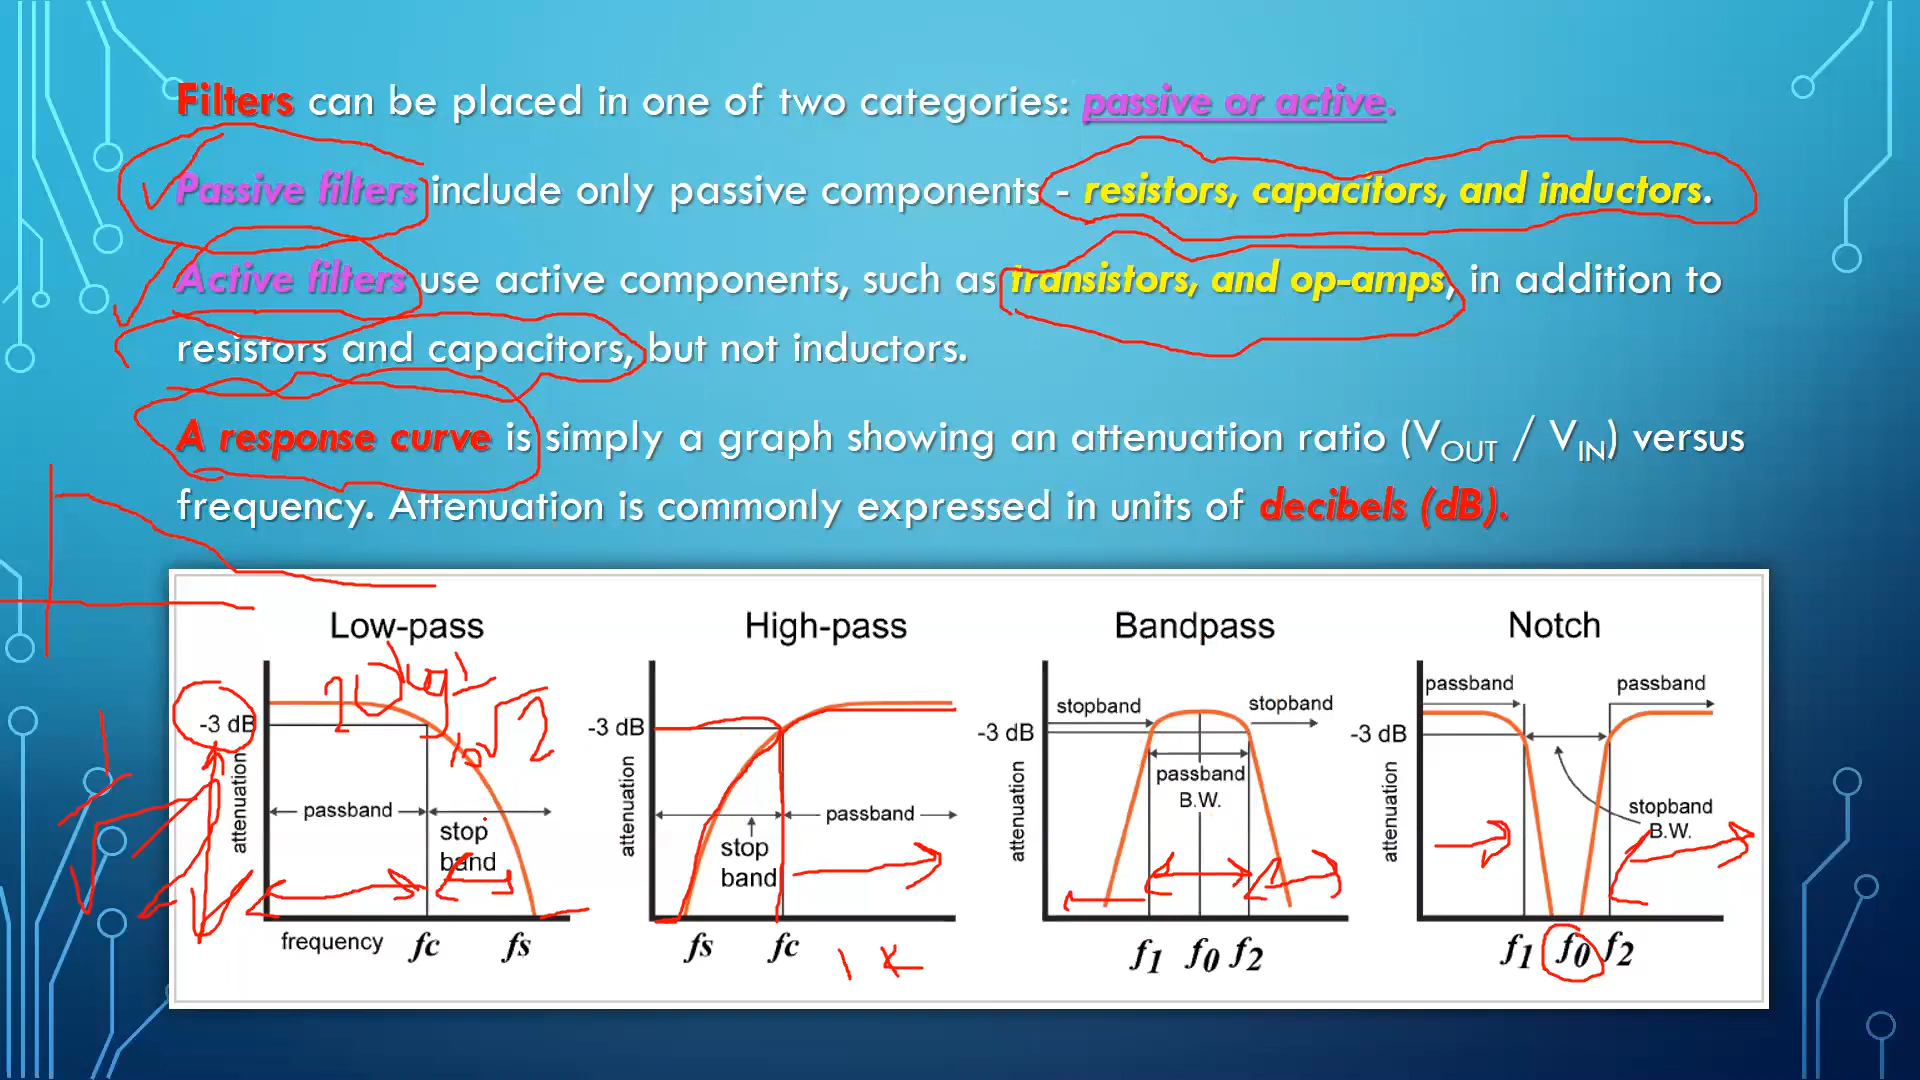 Filters can be placed in one of two categories: passive or active.
Passive filters include only passive components - resistors, capacitors, and inductors.
Active filters use active components, such as transistors, and op-amps, in addition to
resistors and capacitors, but not inductors.
A response curve is simply a graph showing an attenuation ratio (VOUT / VIN) versus
frequency. Attenuation is commonly expressed in units of decibels (dB).
Low-pass
-3 dB
attenuation
passband
stop
band
frequency fc fs
20 log 1
√2
High-pass
-3 dB
attenuation
passband
stop
band
fs fc
1 K
Bandpass
stopband
stopband
-3 dB
attenuation
passband
B.W.
f1 f0 f2
Notch
passband
passband
-3 dB
attenuation
stopband
B.W.
f1 f0 f2